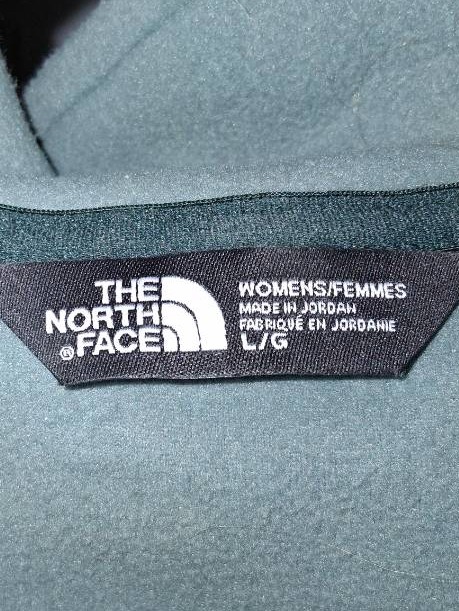 THE
NORTH
® FACE
WOMENS/FEMMES
MADE IN JORDAN
FABRIQUÉ EN JORDANIE
L/G